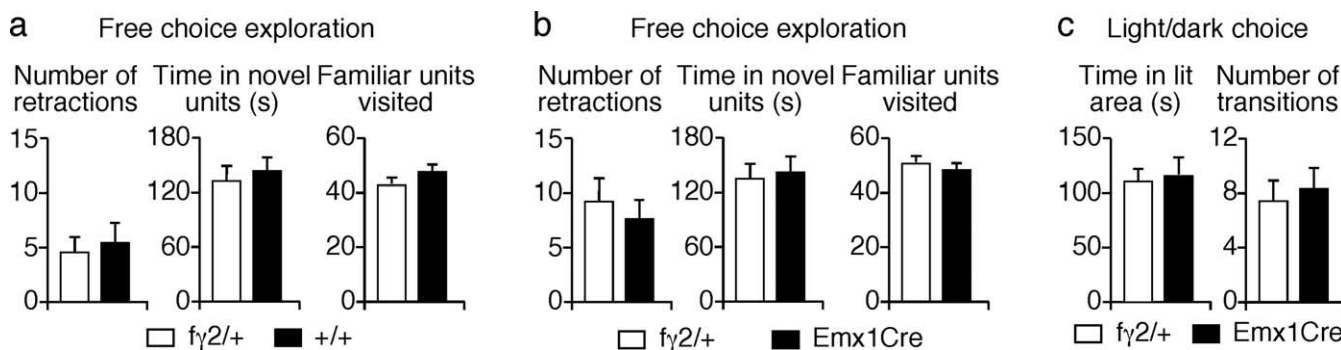 a Free choice exploration
Number of retractions
Time in novel units (s)
Familiar units visited
15
10
5
0
180
120
60
0
60
40
20
0
fγ2/+ +/+
b Free choice exploration
Number of retractions
Time in novel units (s)
Familiar units visited
15
10
5
0
180
120
60
0
60
40
20
0
fγ2/+ Emx1Cre
c Light/dark choice
Time in lit area (s)
Number of transitions
150
100
50
0
12
8
4
0
fγ2/+ Emx1Cre